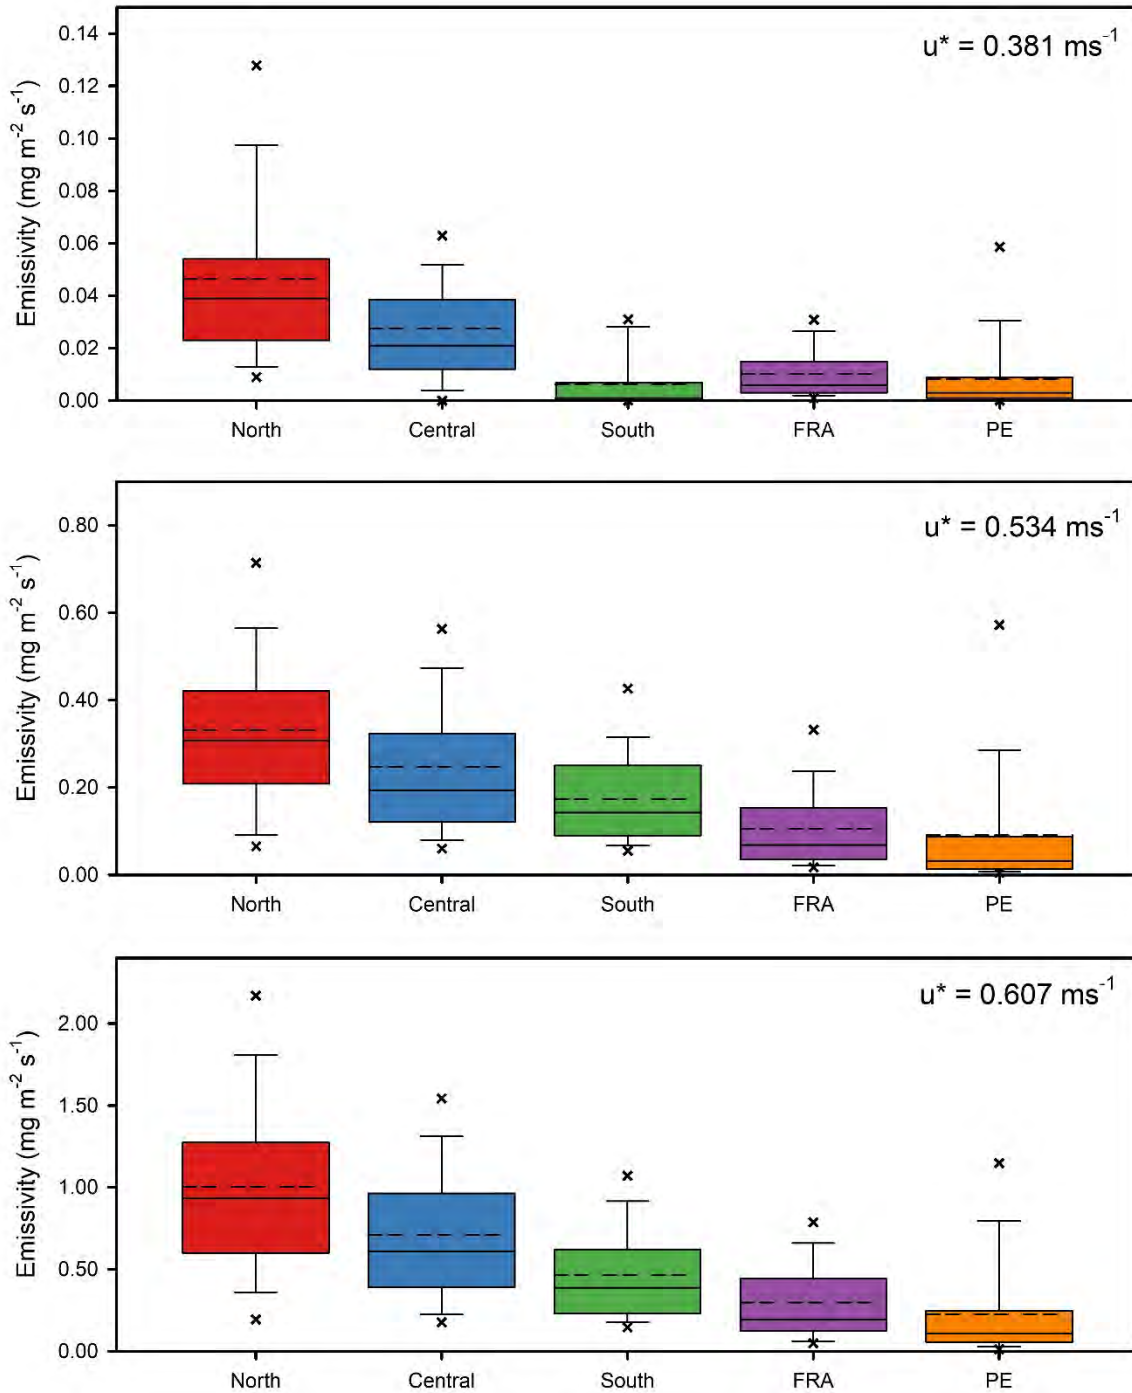 u* = 0.381 ms⁻¹
Emissivity (mg m⁻² s⁻¹)
0.14
0.12
0.10
0.08
0.06
0.04
0.02
0.00
North Central South FRA PE
u* = 0.534 ms⁻¹
Emissivity (mg m⁻² s⁻¹)
0.80
0.60
0.40
0.20
0.00
North Central South FRA PE
u* = 0.607 ms⁻¹
Emissivity (mg m⁻² s⁻¹)
2.00
1.50
1.00
0.50
0.00
North Central South FRA PE